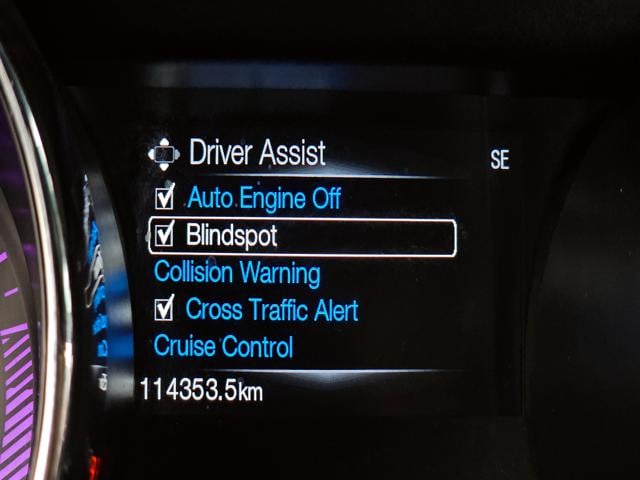 Driver Assist
SE
Auto Engine Off
Blindspot
Collision Warning
Cross Traffic Alert
Cruise Control
114353.5km